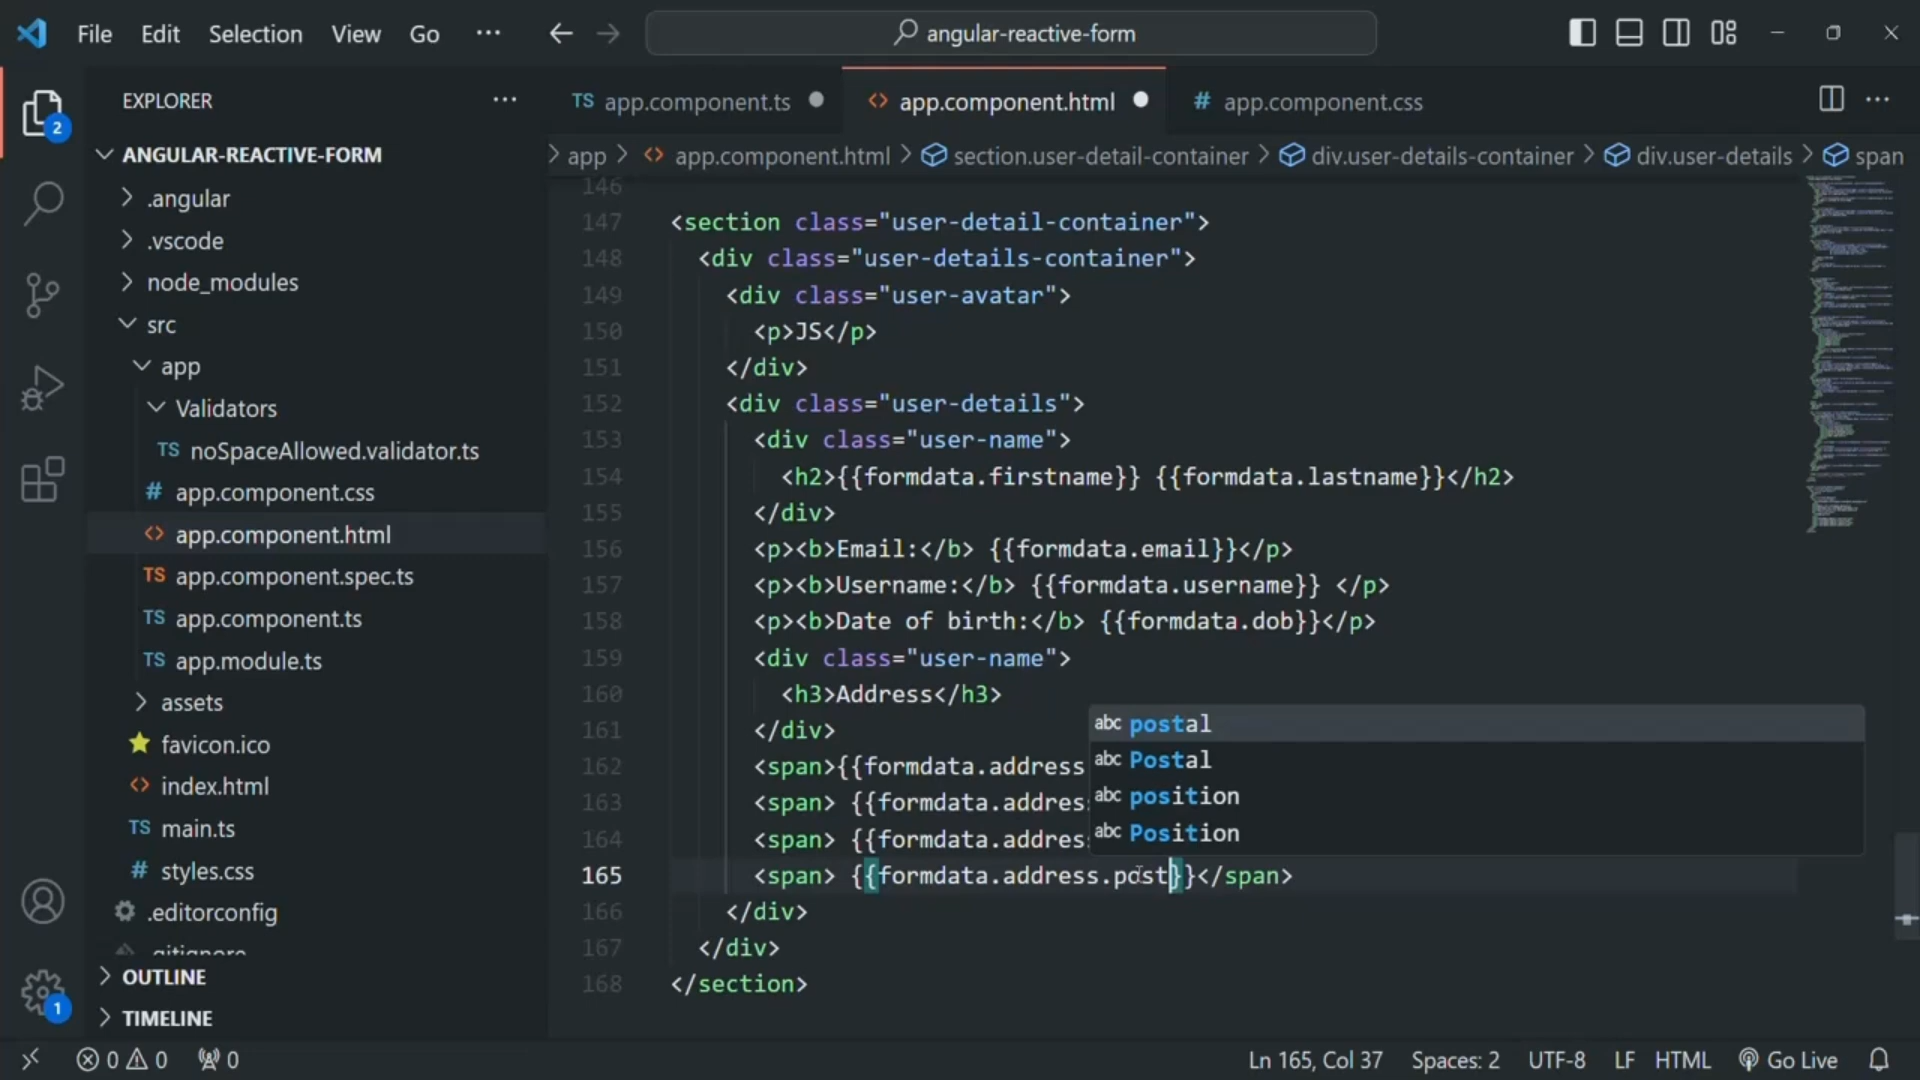 File Edit Selection View Go ··· angular-reactive-form
EXPLORER ···
2
ANGULAR-REACTIVE-FORM
.angular
.vscode
node_modules
src
app
Validators
TS noSpaceAllowed.validator.ts
# app.component.css
<> app.component.html
TS app.component.spec.ts
TS app.component.ts
TS app.module.ts
assets
favicon.ico
<> index.html
TS main.ts
# styles.css
.editorconfig
.gitignore
OUTLINE
1
TIMELINE
TS app.component.ts <> app.component.html # app.component.css ···
> app > <> app.component.html > section.user-detail-container > div.user-details-container > div.user-details > span
146
147 <section class="user-detail-container">
148 <div class="user-details-container">
149 <div class="user-avatar">
150 <p>JS</p>
151 </div>
152 <div class="user-details">
153 <div class="user-name">
154 <h2>{{formdata.firstname}} {{formdata.lastname}}</h2>
155 </div>
156 <p><b>Email:</b> {{formdata.email}}</p>
157 <p><b>Username:</b> {{formdata.username}} </p>
158 <p><b>Date of birth:</b> {{formdata.dob}}</p>
159 <div class="user-name">
160 <h3>Address</h3>
161 </div>
162 <span>{{formdata.address
163 <span> {{formdata.address
164 <span> {{formdata.address
165 <span> {{formdata.address.post}}</span>
166 </div>
167 </div>
168 </section>
abc postal
abc Postal
abc position
abc Position
0 0 0 Ln 165, Col 37 Spaces: 2 UTF-8 LF HTML Go Live